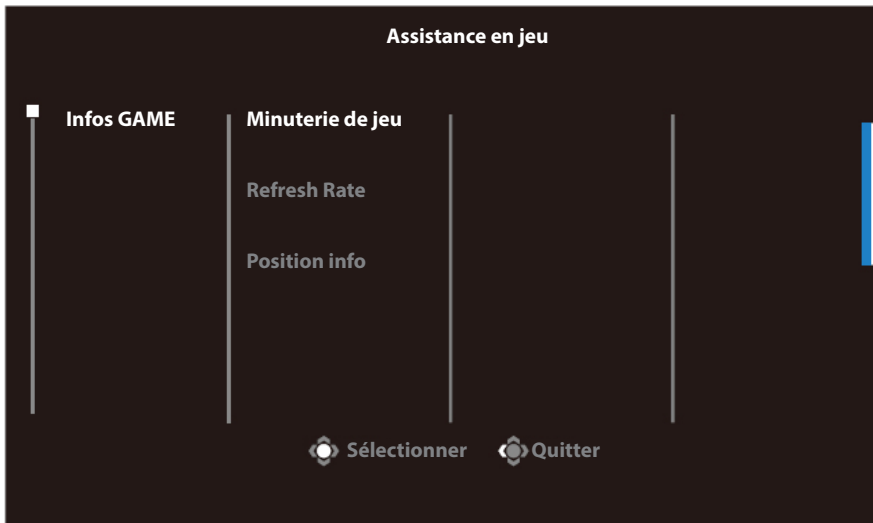 Assistance en jeu
Infos GAME
Minuterie de jeu
Refresh Rate
Position info
Sélectionner
Quitter